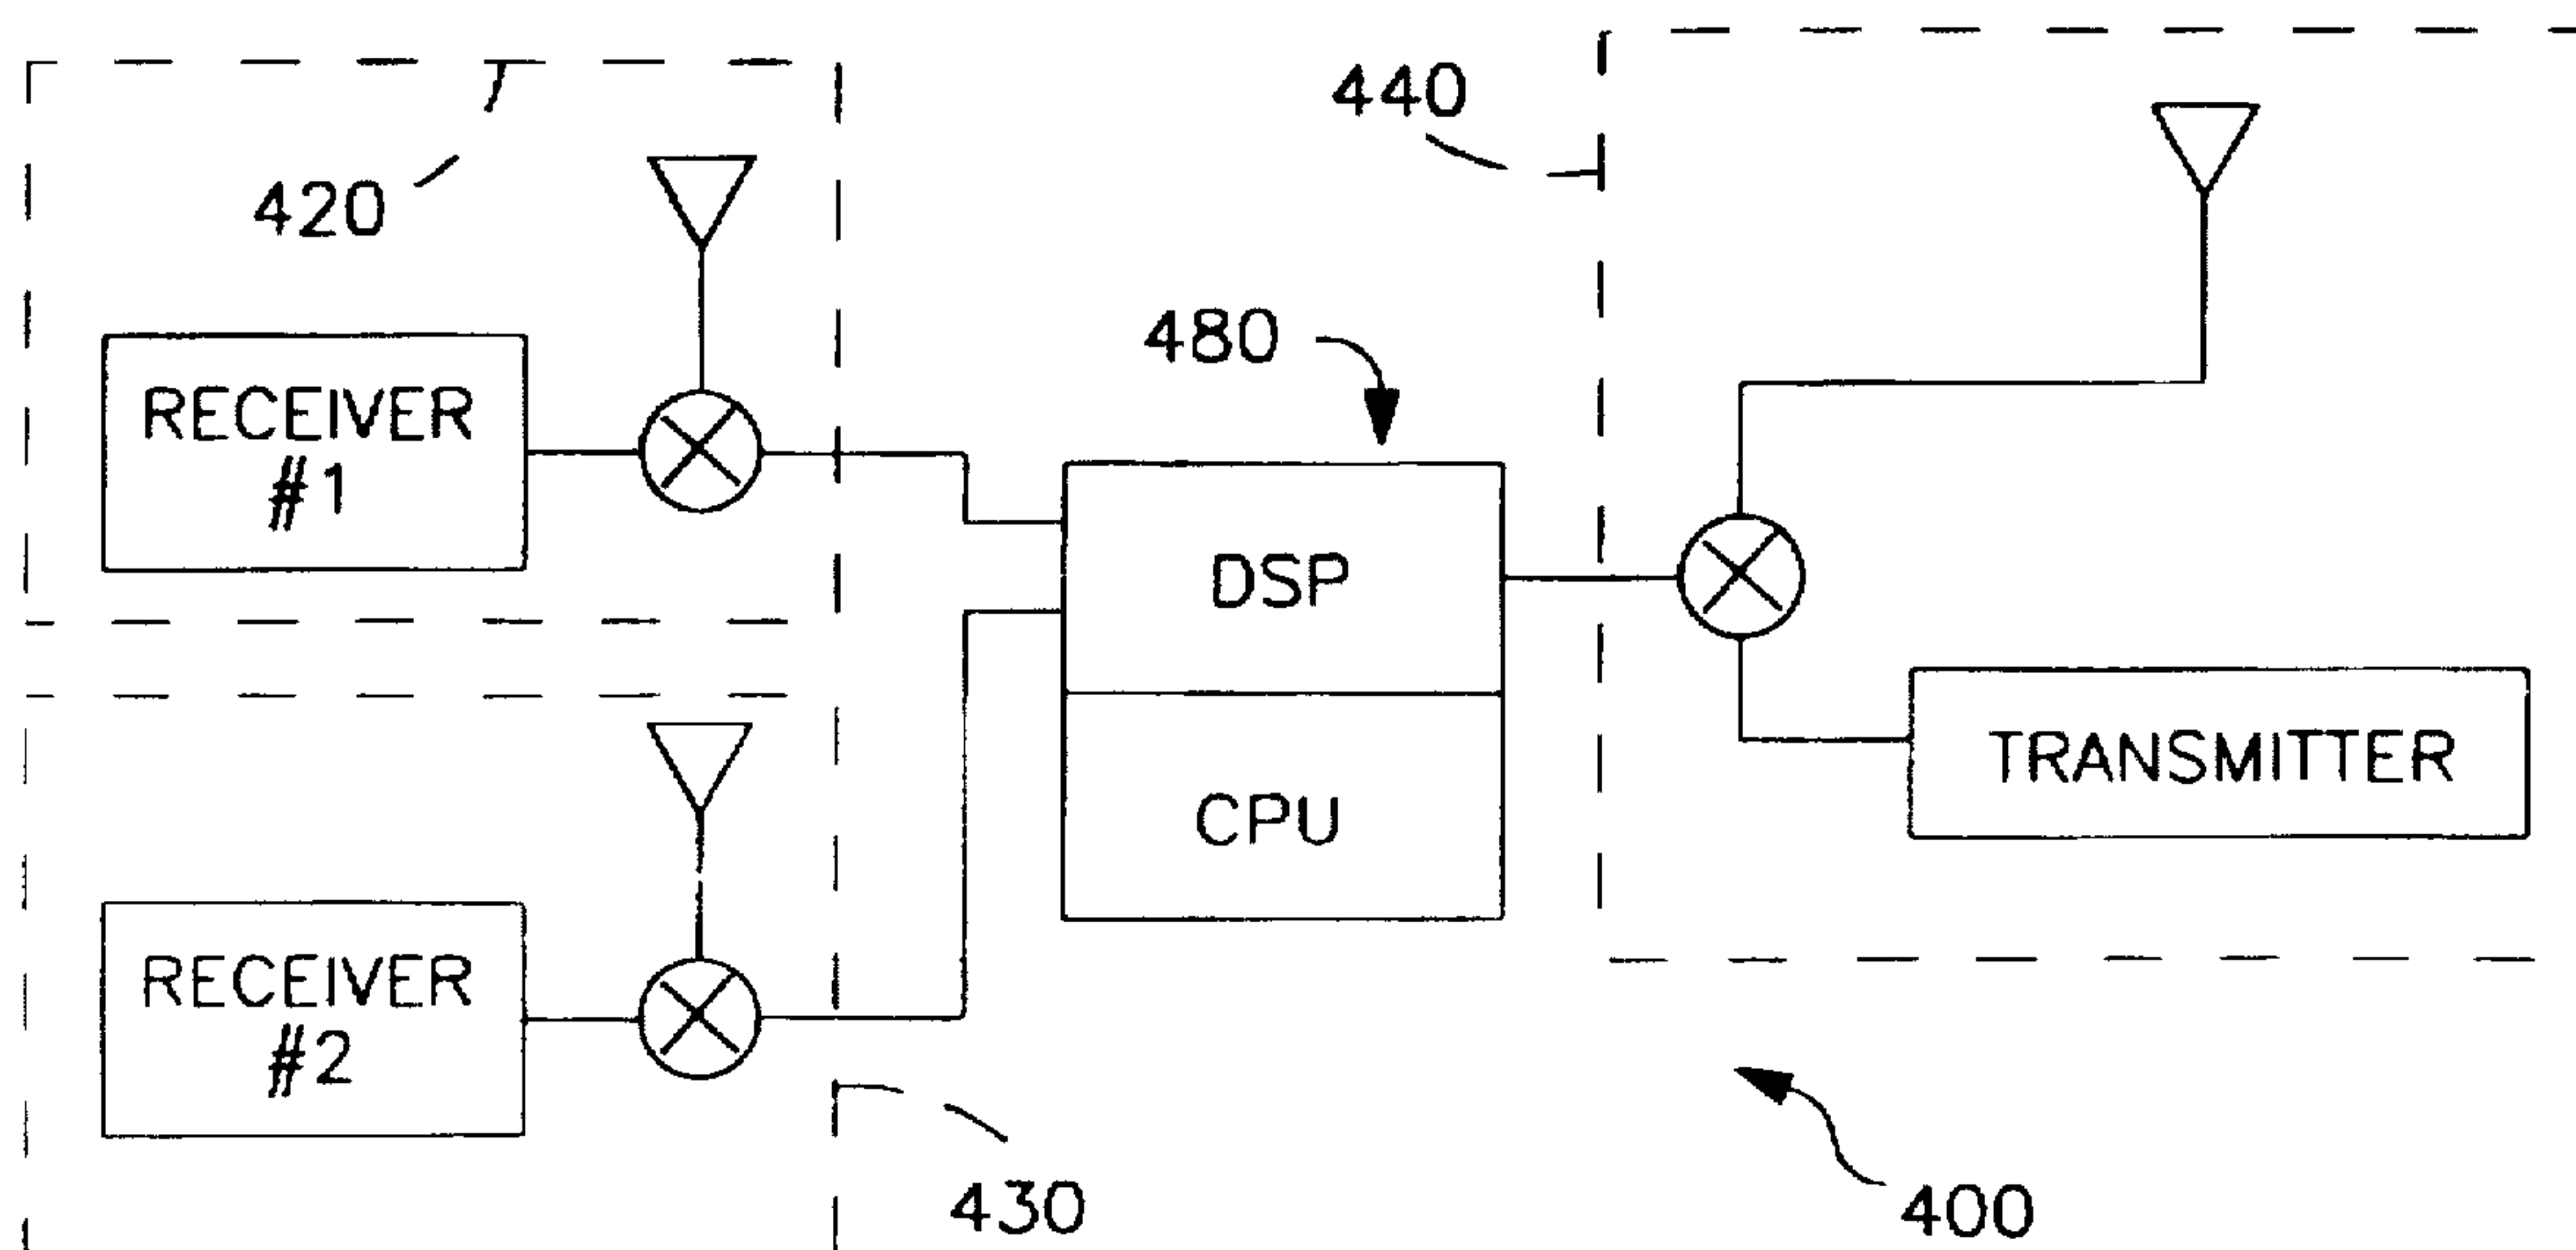 440
420
480
RECEIVER
#1
DSP
TRANSMITTER
CPU
RECEIVER
#2
430
400